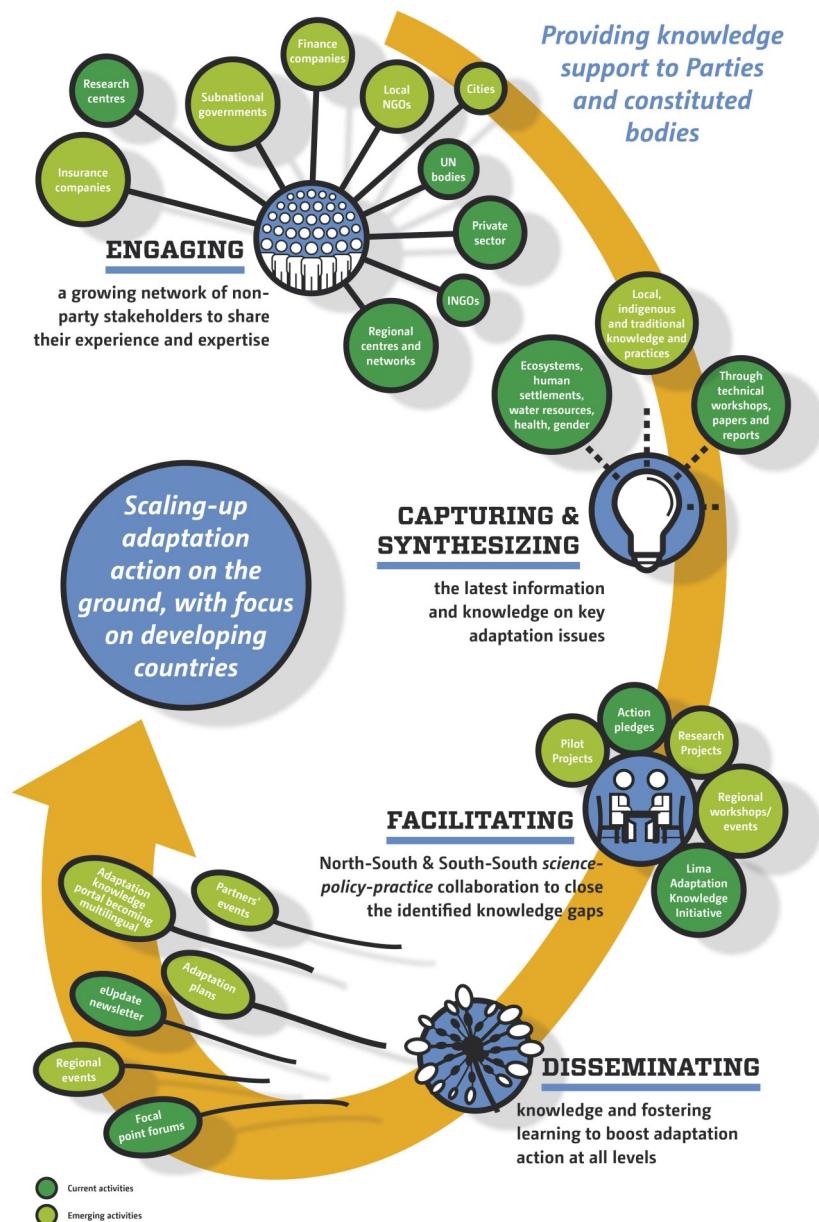 Providing knowledge
support to Parties
and constituted
bodies
Finance
companies
Research
centres
Subnational
governments
Local
NGOs
Cities
Insurance
companies
UN
bodies
Private
sector
INGOs
Regional
centres and
networks
ENGAGING
a growing network of non-
party stakeholders to share
their experience and expertise
Local,
indigenous
and traditional
knowledge and
practices
Ecosystems,
human
settlements,
water resources,
health, gender
Through
technical
workshops,
papers and
reports
CAPTURING &
SYNTHESIZING
the latest information
and knowledge on key
adaptation issues
Scaling-up
adaptation
action on the
ground, with focus
on developing
countries
Action
pledges
Pilot
Projects
Research
Projects
Regional
workshops/
events
Lima
Adaptation
Knowledge
Initiative
FACILITATING
North-South & South-South science-
policy-practice collaboration to close
the identified knowledge gaps
Adaptation
knowledge
portal becoming
multilingual
Partners'
events
Adaptation
plans
eUpdate
newsletter
Regional
events
Focal
point forums
DISSEMINATING
knowledge and fostering
learning to boost adaptation
action at all levels
Current activities
Emerging activities